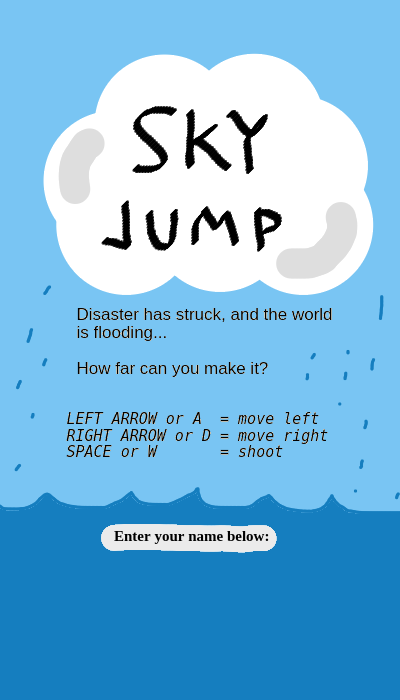 SKY
JUMP
Disaster has struck, and the world
is flooding...
How far can you make it?
LEFT ARROW or A  = move left
RIGHT ARROW or D = move right
SPACE or W       = shoot
Enter your name below: